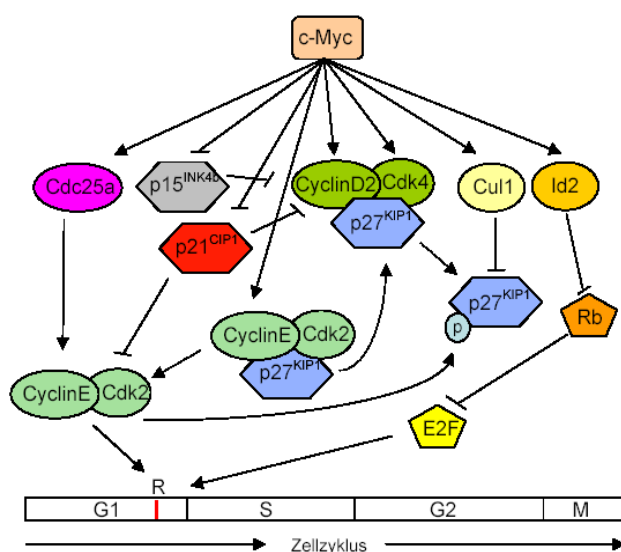 c-Myc
Cdc25a
p15INK4b
CyclinD2
Cdk4
Cul1
Id2
p27KIP1
p21CIP1
p27KIP1
p
Rb
CyclinE
Cdk2
p27KIP1
CyclinE
Cdk2
E2F
R
G1
S
G2
M
Zellzyklus